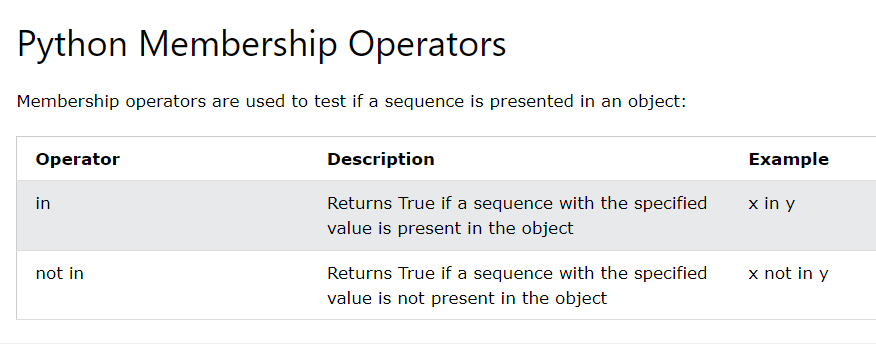 Python Membership Operators
Membership operators are used to test if a sequence is presented in an object:
Operator Description Example
in Returns True if a sequence with the specified x in y
value is present in the object
not in Returns True if a sequence with the specified x not in y
value is not present in the object